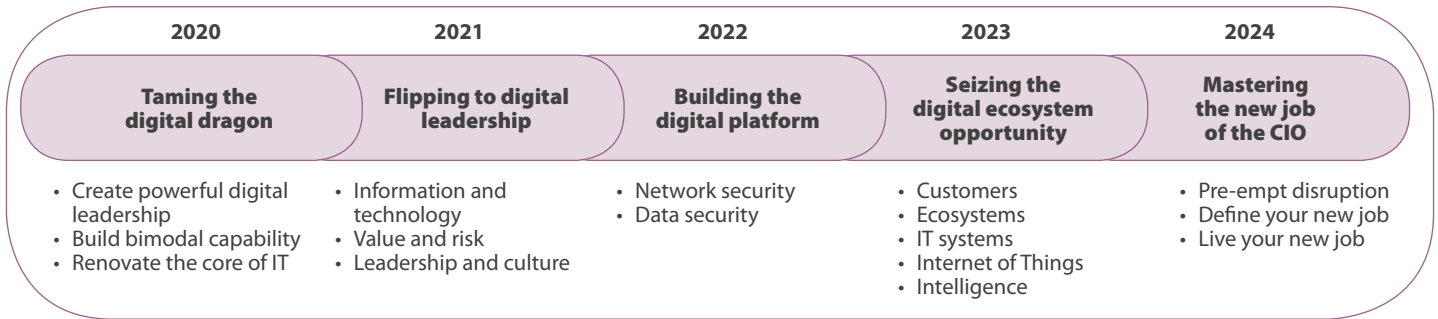 2020
2021
2022
2023
2024
Taming the
digital dragon
Flipping to digital
leadership
Building the
digital platform
Seizing the
digital ecosystem
opportunity
Mastering
the new job
of the CIO
• Create powerful digital
leadership
• Build bimodal capability
• Renovate the core of IT
• Information and
technology
• Value and risk
• Leadership and culture
• Network security
• Data security
• Customers
• Ecosystems
• IT systems
• Internet of Things
• Intelligence
• Pre-empt disruption
• Define your new job
• Live your new job